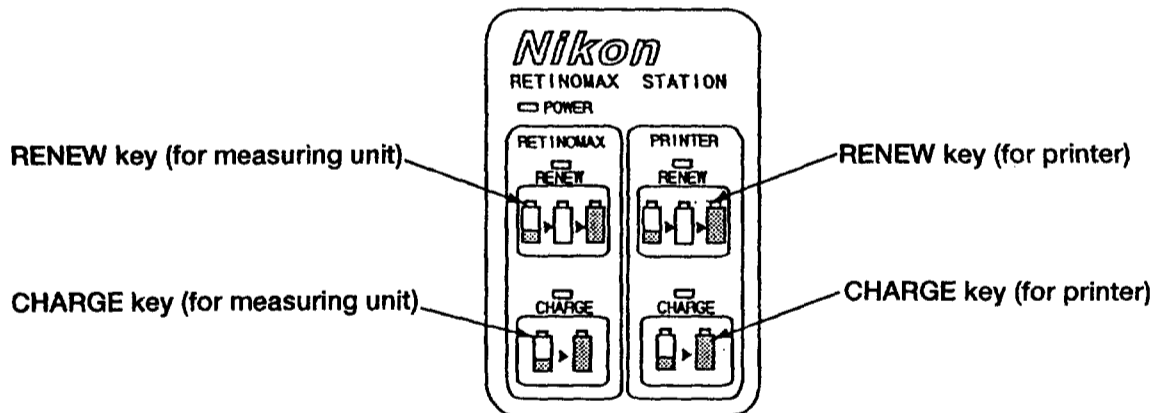 Nikon
RETINOMAX STATION
POWER
RETINOMAX PRINTER
RENEW key (for measuring unit) RENEW RENEW RENEW key (for printer)
CHARGE key (for measuring unit) CHARGE CHARGE CHARGE key (for printer)